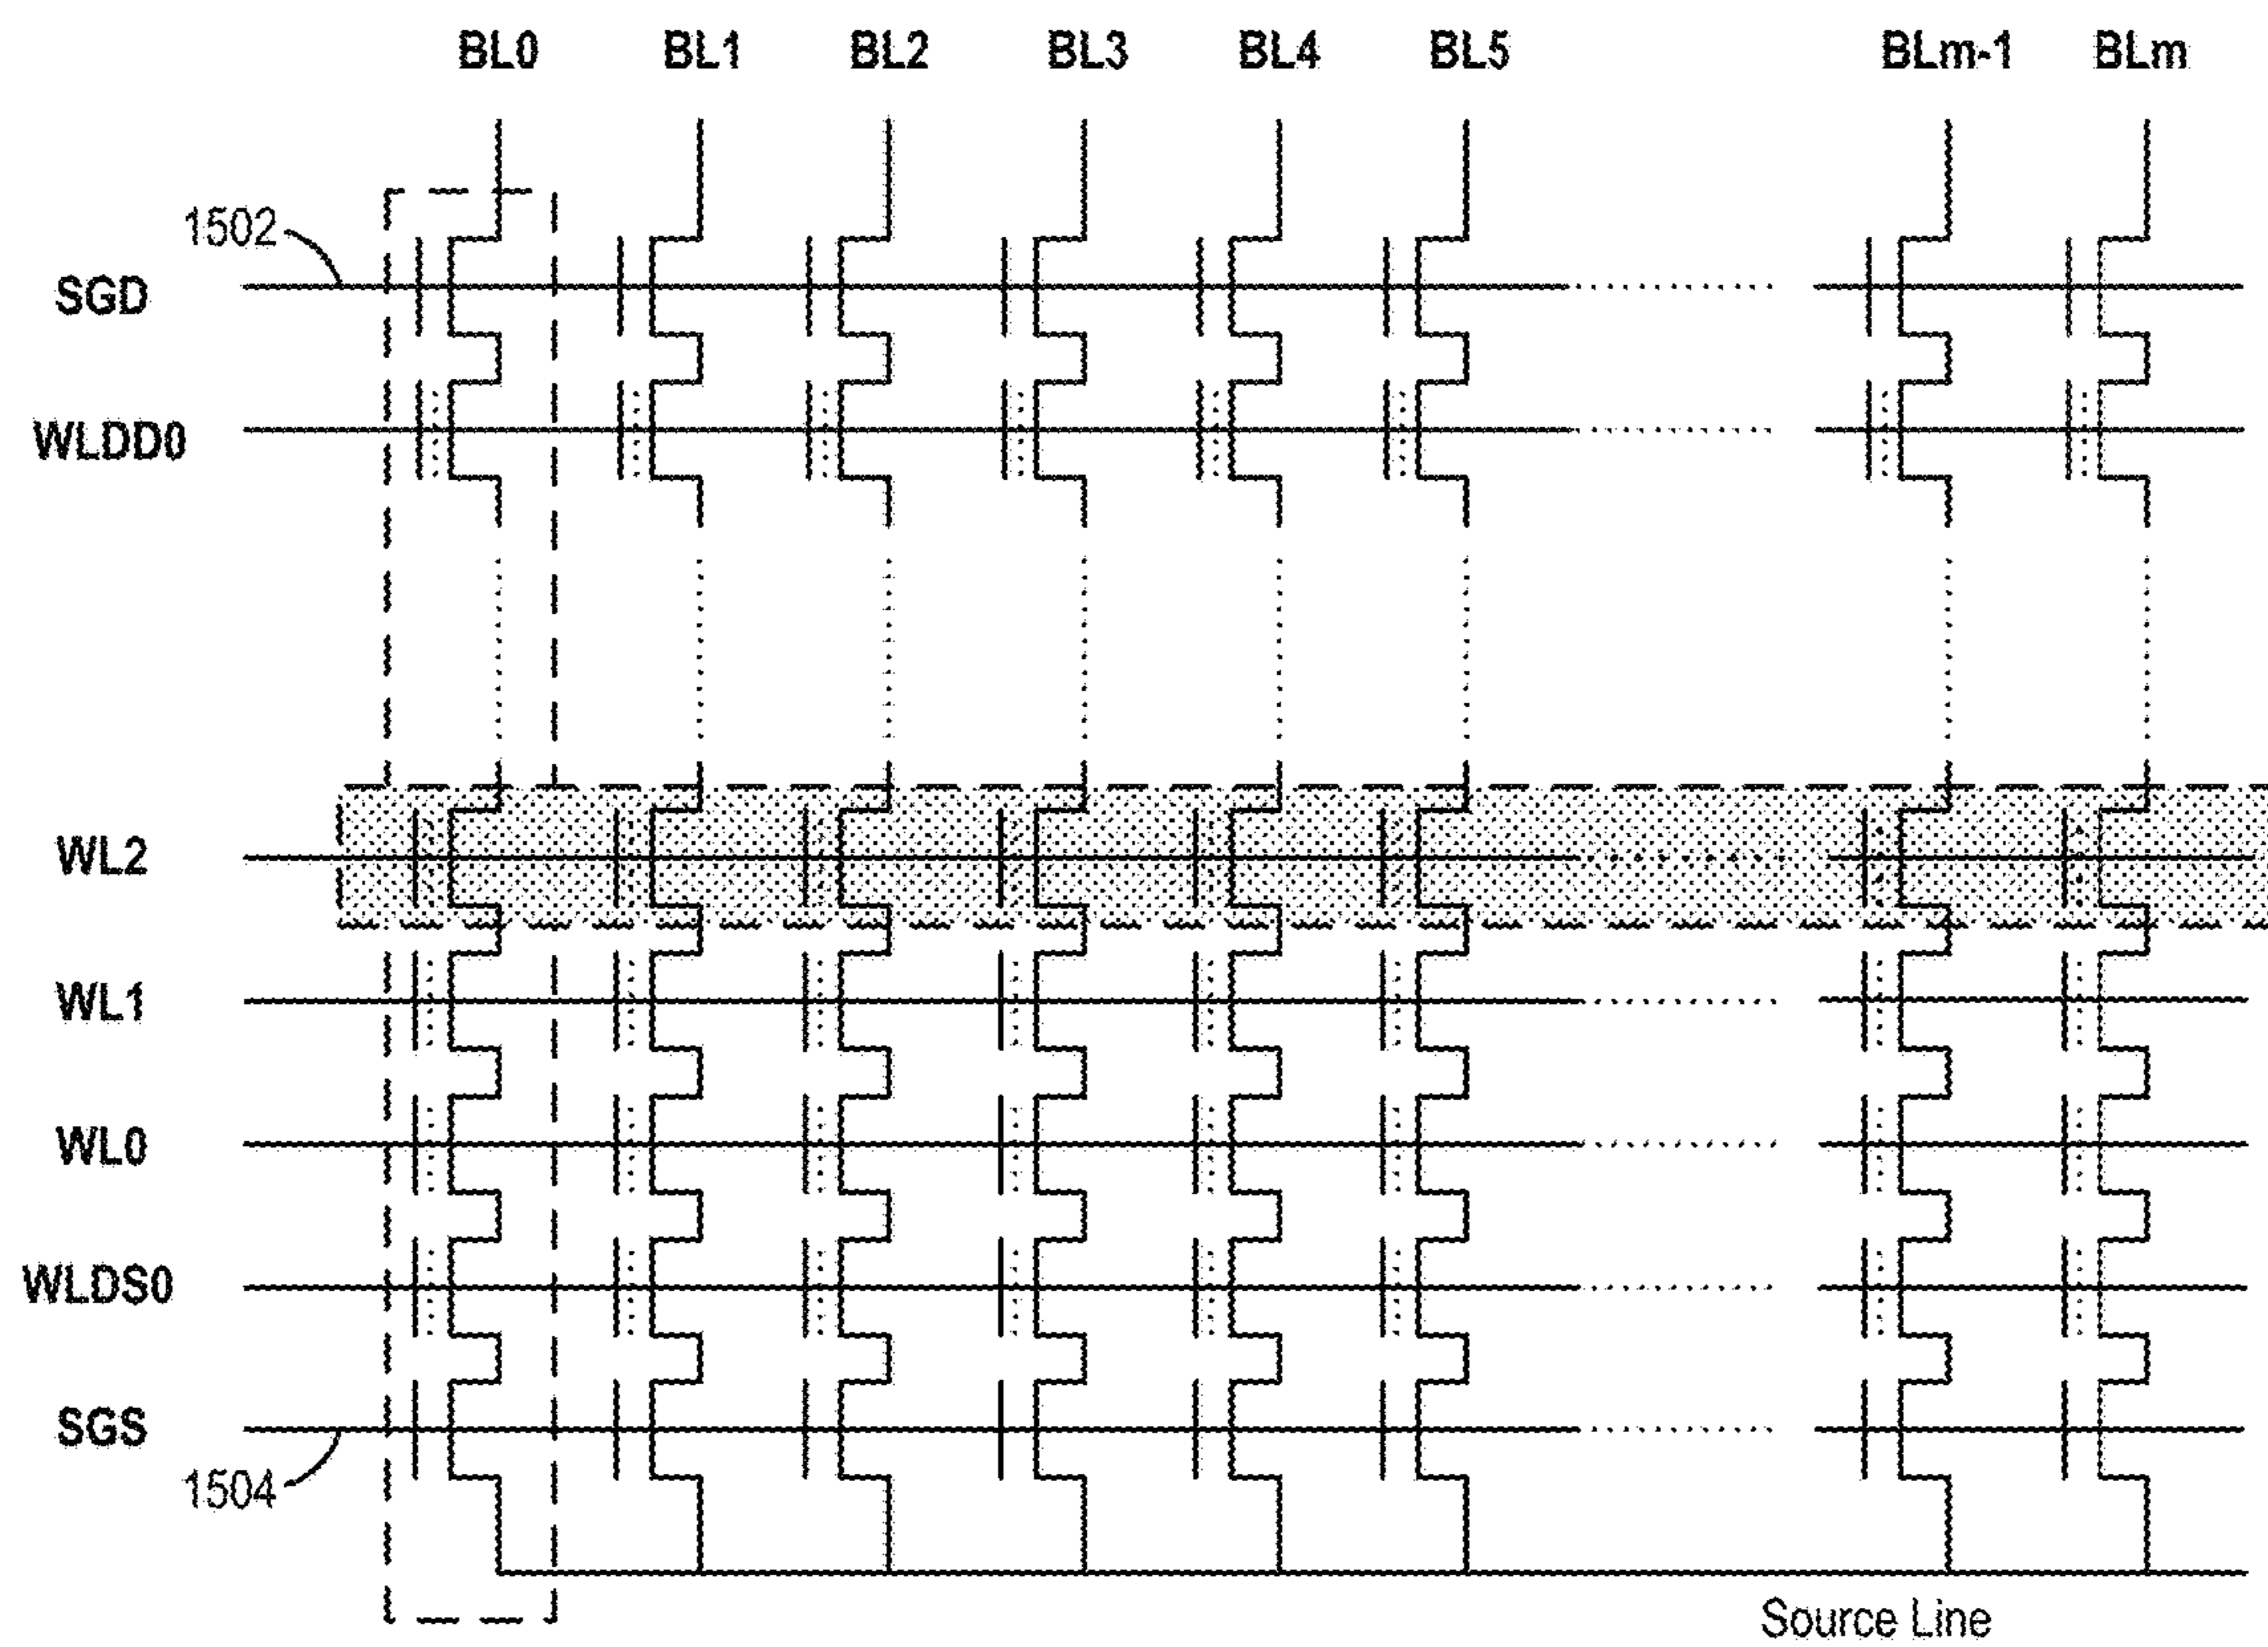 BL0 BL1 BL2 BL3 BL4 BL5 BLm-1 BLm
1502
SGD
WLDD0
WL2
WL1
WL0
WLDS0
SGS
1504
Source Line